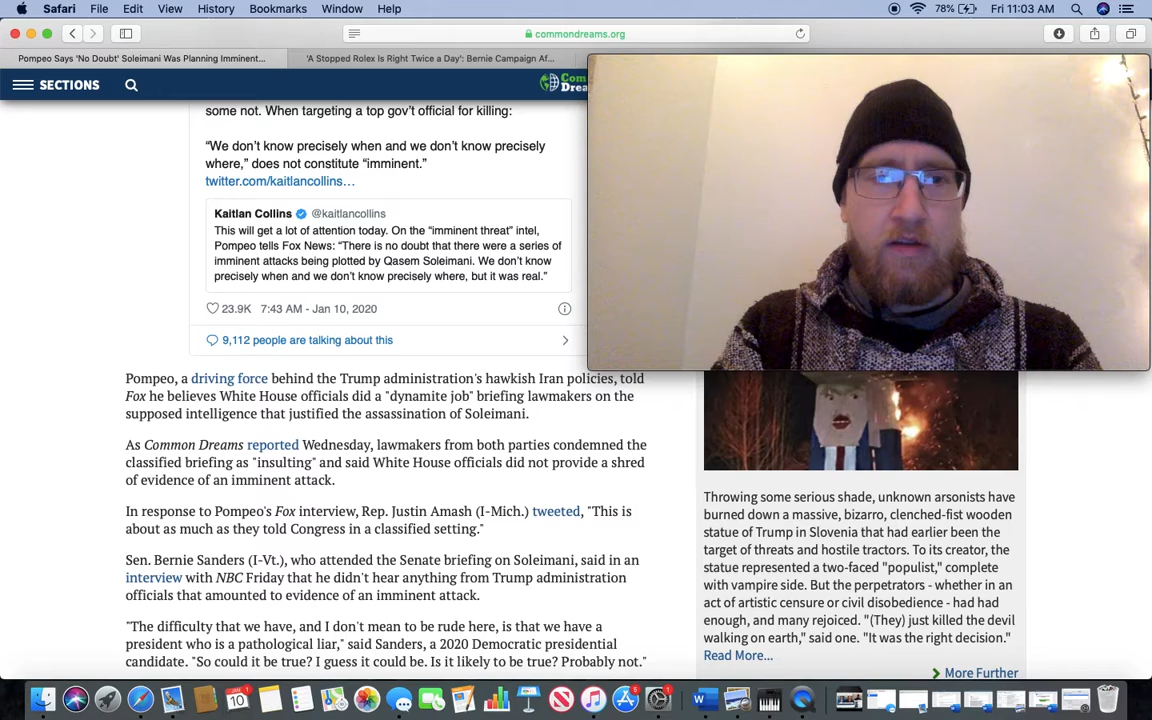 Safari File Edit View History Bookmarks Window Help 78% Fri 11:03 AM
commondreams.org
Pompeo Says 'No Doubt' Soleimani Was Planning Imminent...
'A Stopped Rolex Is Right Twice a Day': Bernie Campaign Af...
SECTIONS
Com
Drea
some not. When targeting a top gov't official for killing:
“We don't know precisely when and we don't know precisely
where,” does not constitute “imminent.”
twitter.com/kaitlancollins…
Kaitlan Collins @kaitlancollins
This will get a lot of attention today. On the “imminent threat” intel,
Pompeo tells Fox News: “There is no doubt that there were a series of
imminent attacks being plotted by Qasem Soleimani. We don't know
precisely when and we don't know precisely where, but it was real.”
23.9K 7:43 AM - Jan 10, 2020
9,112 people are talking about this
Pompeo, a driving force behind the Trump administration's hawkish Iran policies, told
Fox he believes White House officials did a "dynamite job" briefing lawmakers on the
supposed intelligence that justified the assassination of Soleimani.
As Common Dreams reported Wednesday, lawmakers from both parties condemned the
classified briefing as "insulting" and said White House officials did not provide a shred
of evidence of an imminent attack.
In response to Pompeo's Fox interview, Rep. Justin Amash (I-Mich.) tweeted, "This is
about as much as they told Congress in a classified setting."
Sen. Bernie Sanders (I-Vt.), who attended the Senate briefing on Soleimani, said in an
interview with NBC Friday that he didn't hear anything from Trump administration
officials that amounted to evidence of an imminent attack.
"The difficulty that we have, and I don't mean to be rude here, is that we have a
president who is a pathological liar," said Sanders, a 2020 Democratic presidential
candidate. "So could it be true? I guess it could be. Is it likely to be true? Probably not."
Throwing some serious shade, unknown arsonists have
burned down a massive, bizarro, clenched-fist wooden
statue of Trump in Slovenia that had earlier been the
target of threats and hostile tractors. To its creator, the
statue represented a two-faced "populist," complete
with vampire side. But the perpetrators - whether in an
act of artistic censure or civil disobedience - had had
enough, and many rejoiced. "(They) just killed the devil
walking on earth," said one. "It was the right decision."
Read More...
More Further